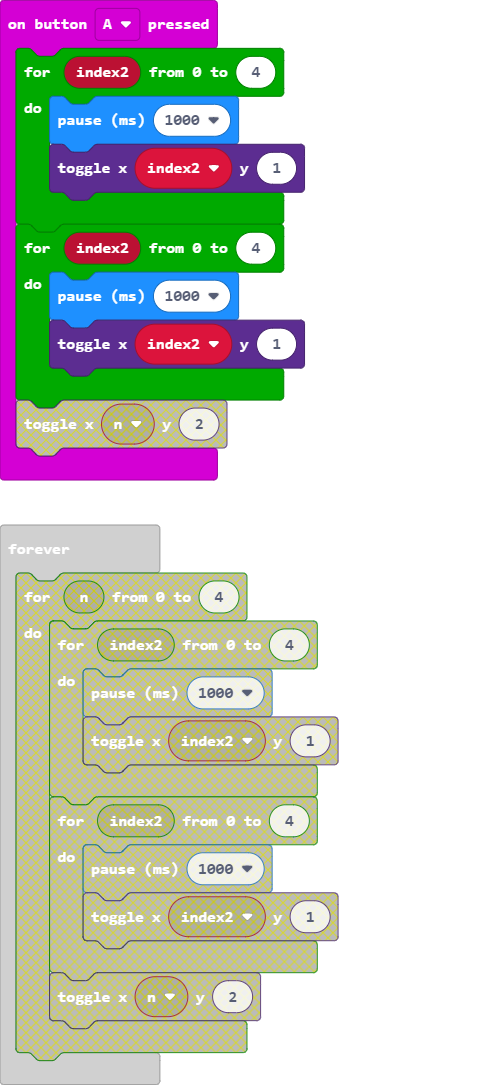 on button A pressed
for index2 from 0 to 4
do
pause (ms) 1000
toggle x index2 y 1
for index2 from 0 to 4
do
pause (ms) 1000
toggle x index2 y 1
toggle x n y 2
forever
for n from 0 to 4
do
for index2 from 0 to 4
do
pause (ms) 1000
toggle x index2 y 1
for index2 from 0 to 4
do
pause (ms) 1000
toggle x index2 y 1
toggle x n y 2